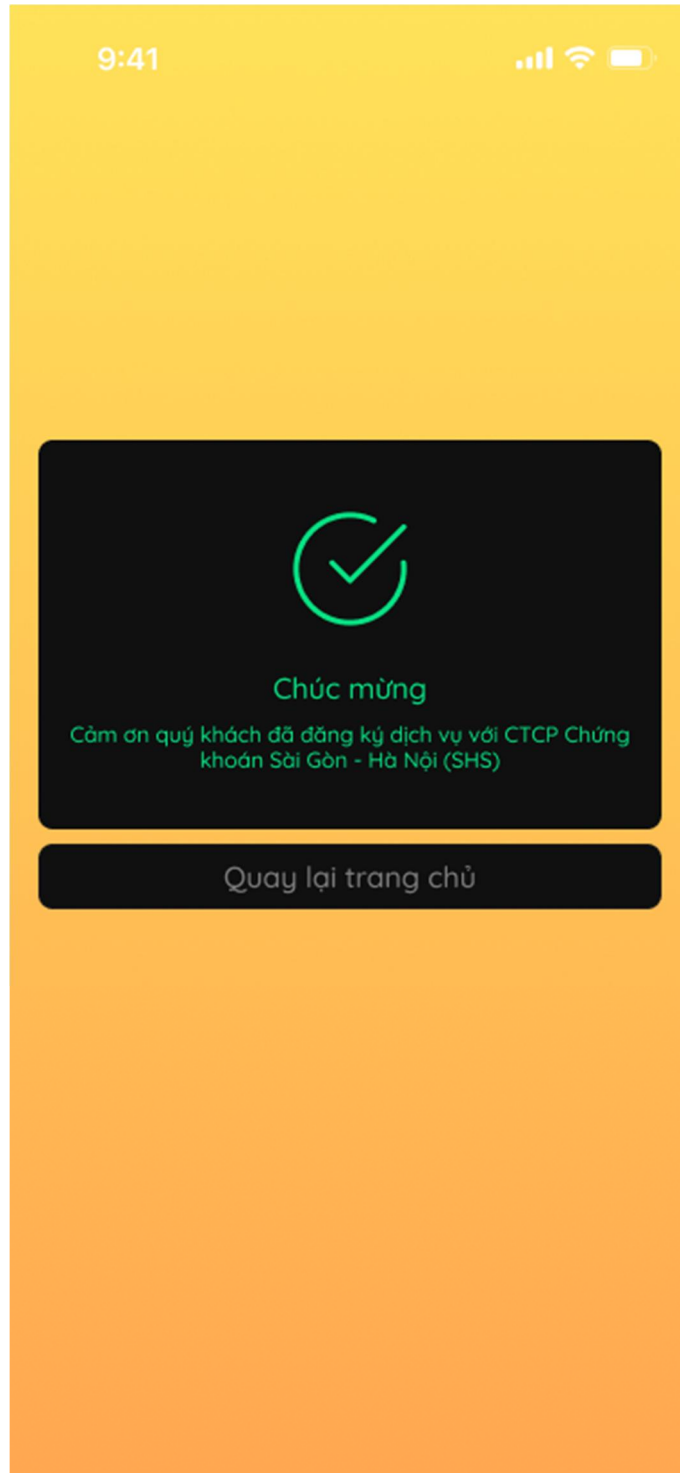 9:41
Chúc mừng
Cảm ơn quý khách đã đăng ký dịch vụ với CTCP Chứng
khoán Sài Gòn - Hà Nội (SHS)
Quay lại trang chủ